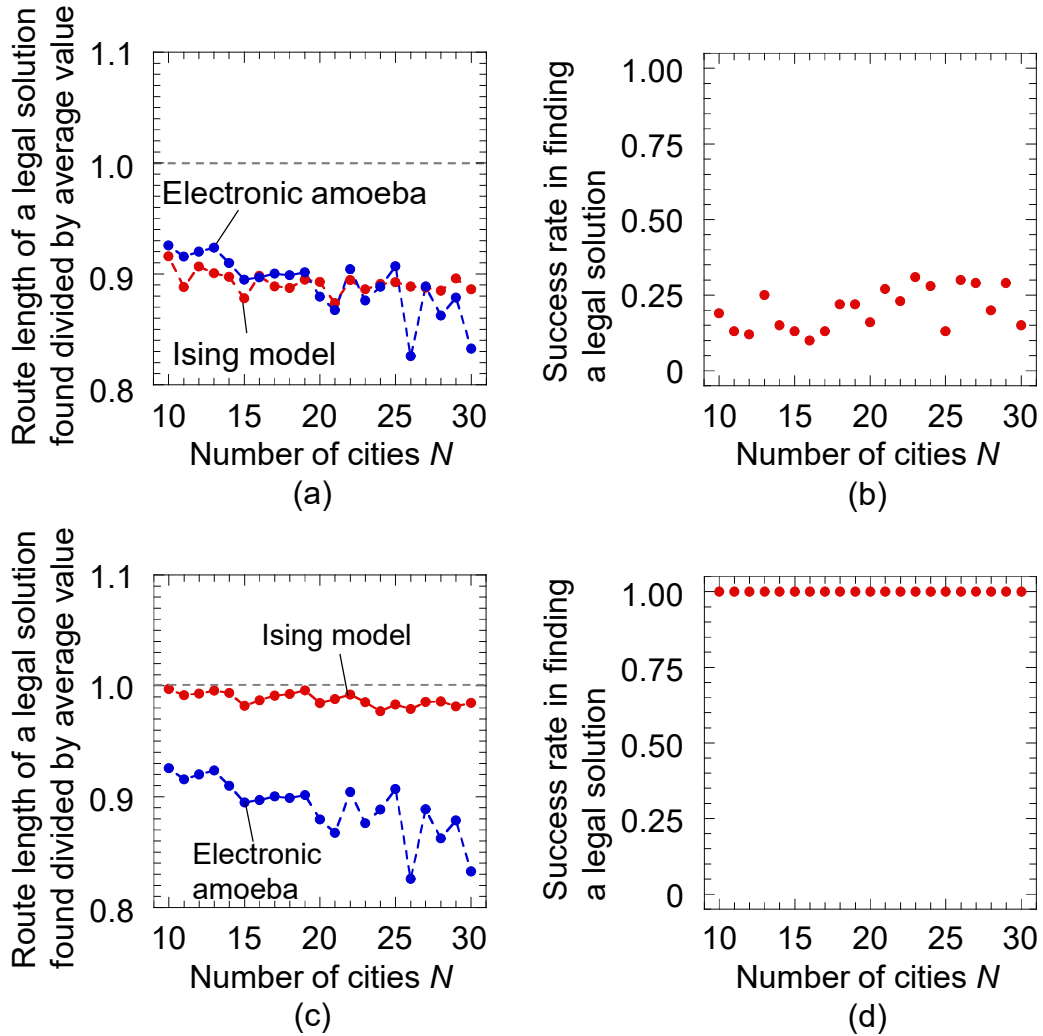 Route length of a legal solution
found divided by average value
1.1
1.0
0.9
0.8
Electronic amoeba
Ising model
10 15 20 25 30
Number of cities N
(a)
Success rate in finding
a legal solution
1.00
0.75
0.50
0.25
0
10 15 20 25 30
Number of cities N
(b)
Route length of a legal solution
found divided by average value
1.1
1.0
0.9
0.8
Ising model
Electronic
amoeba
10 15 20 25 30
Number of cities N
(c)
Success rate in finding
a legal solution
1.00
0.75
0.50
0.25
0
10 15 20 25 30
Number of cities N
(d)